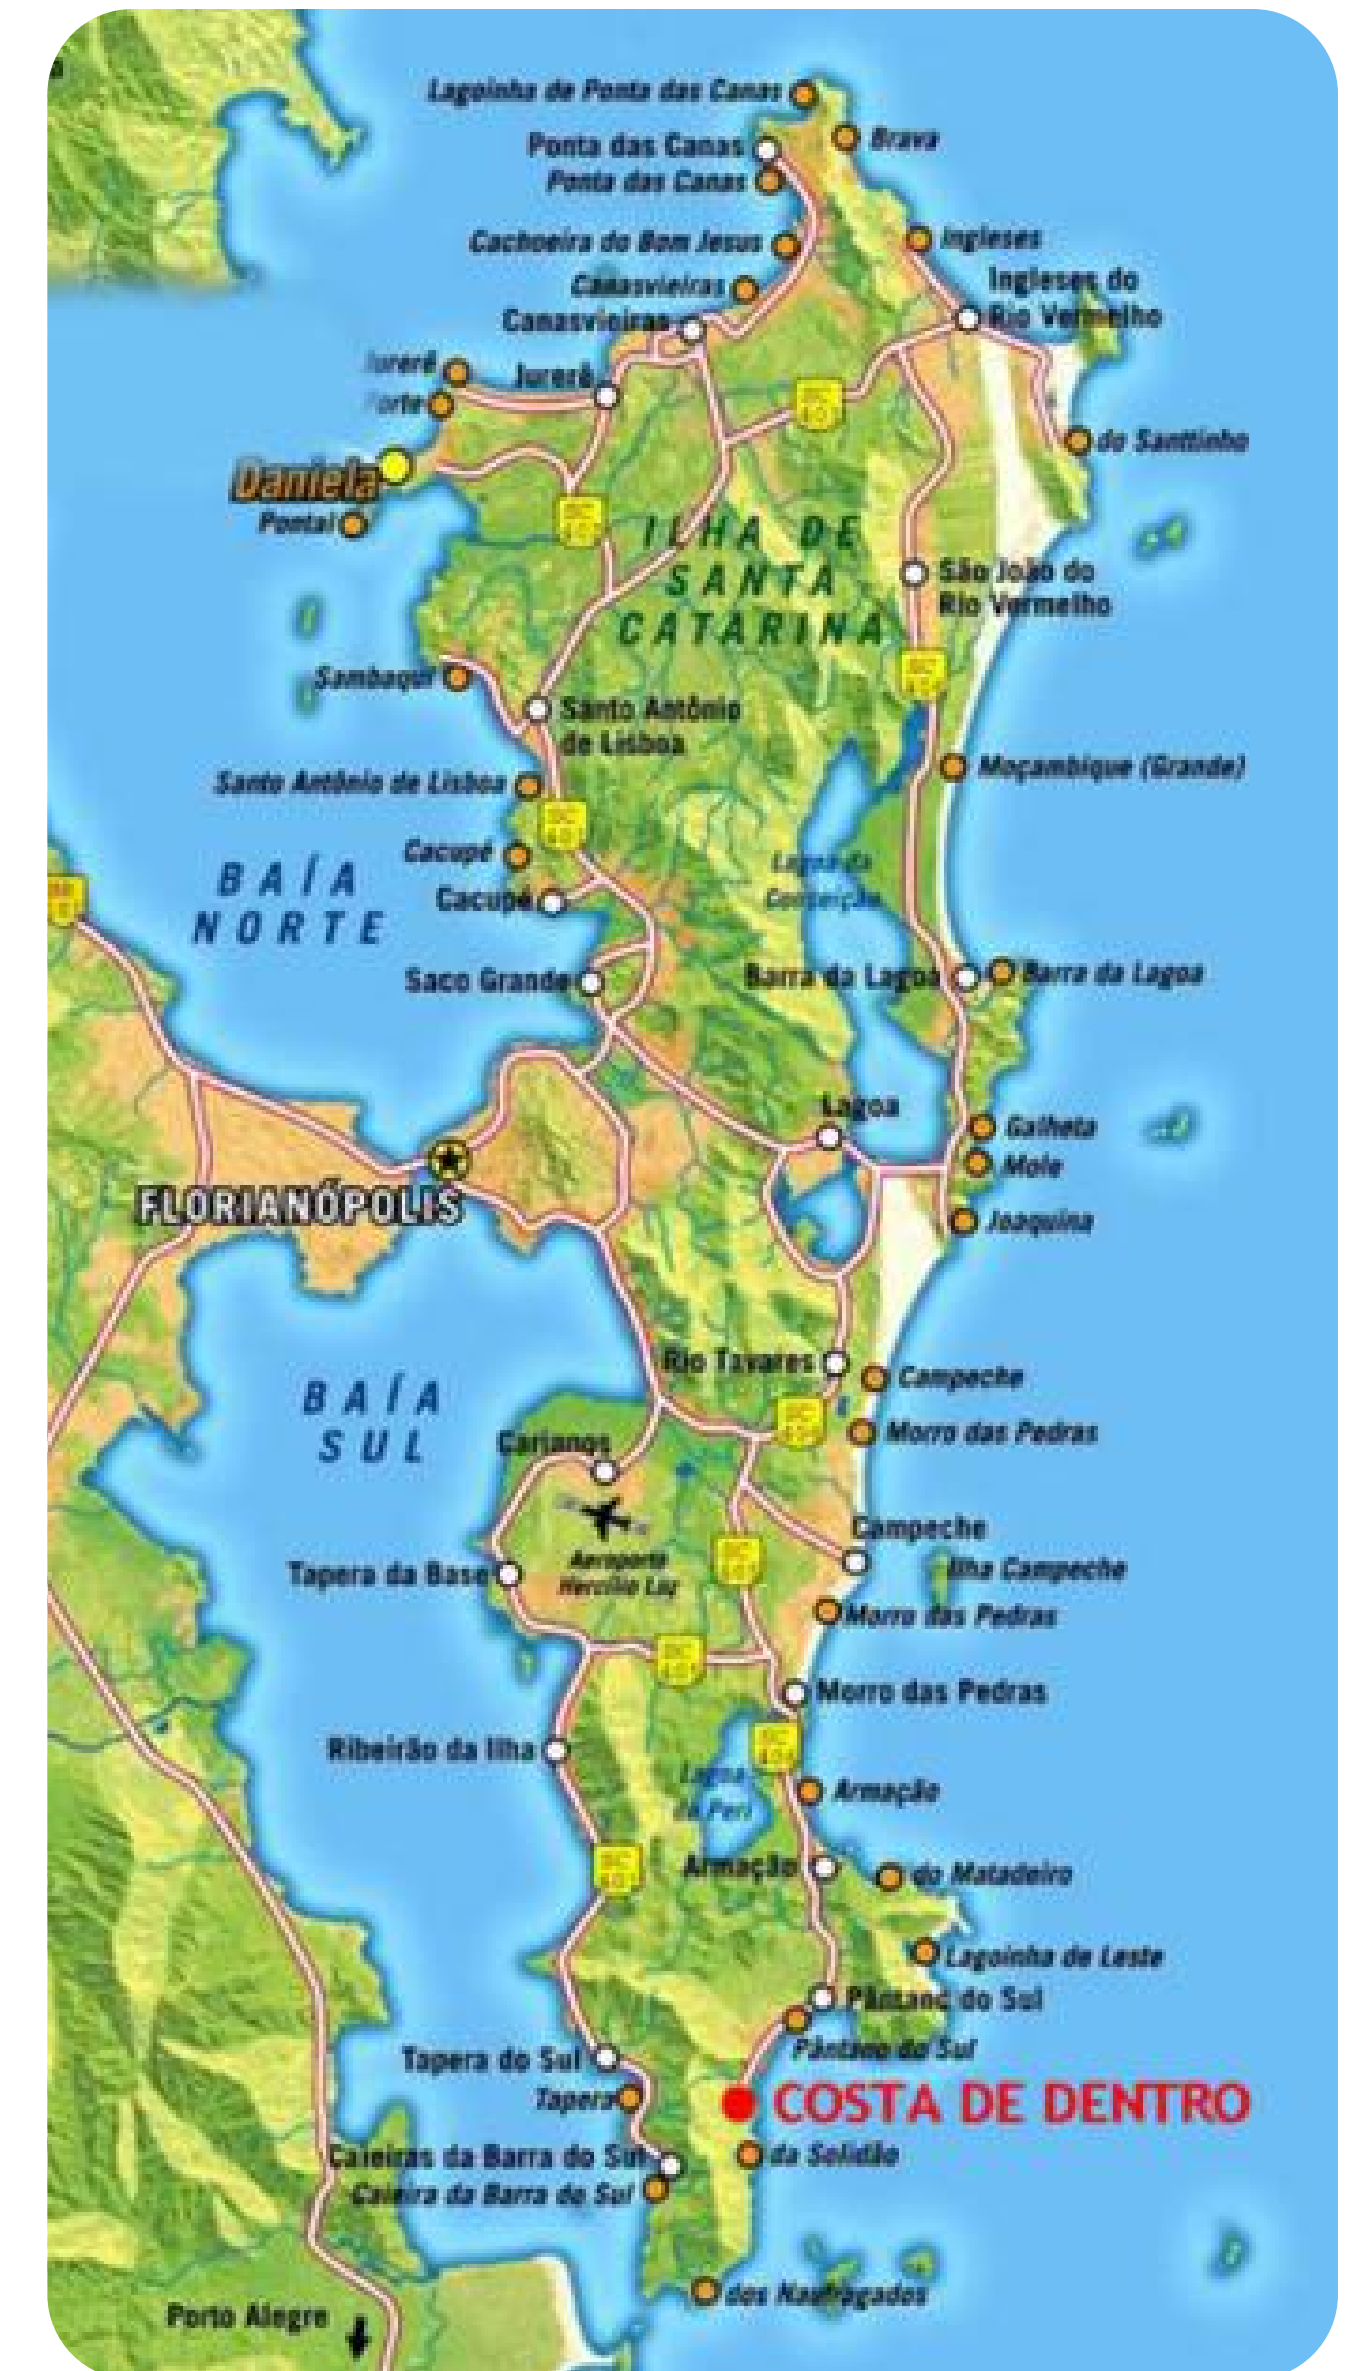 Lagoinha de Ponta das Canas
Brava
Ponta das Canas
Ponta das Canas
Cachoeira do Bom Jesus
Ingleses
Ingleses do
Rio Vermelho
Canasvieiras
Canasvieiras
Jurerê
Jurerê
Forte
do Santtinho
Daniela
Pontal
ILHA DE
SANTA
CATARINA
São João do
Rio Vermelho
Sambaqui
Santo Antônio
de Lisboa
Santo Antônio de Lisboa
Moçambique (Grande)
Cacupé
Cacupé
BAÍA
NORTE
Lagoa da
Conceição
Saco Grande
Barra da Lagoa
Barra da Lagoa
Lagoa
Galheta
Mole
FLORIANÓPOLIS
Joaquina
Rio Tavares
Campeche
BAÍA
SUL
Morro das Pedras
Carianos
Campeche
Aeroporto
Hercílio Luz
Tapera da Base
Ilha Campeche
Morro das Pedras
Morro das Pedras
Ribeirão da Ilha
Lagoa
do Peri
Armação
Armação
do Matadeiro
Lagoinha de Leste
Pântano do Sul
Pântano do Sul
Tapera do Sul
Tapera
COSTA DE DENTRO
Caieiras da Barra do Sul
da Solidão
Caieira da Barra do Sul
dos Naufragados
Porto Alegre